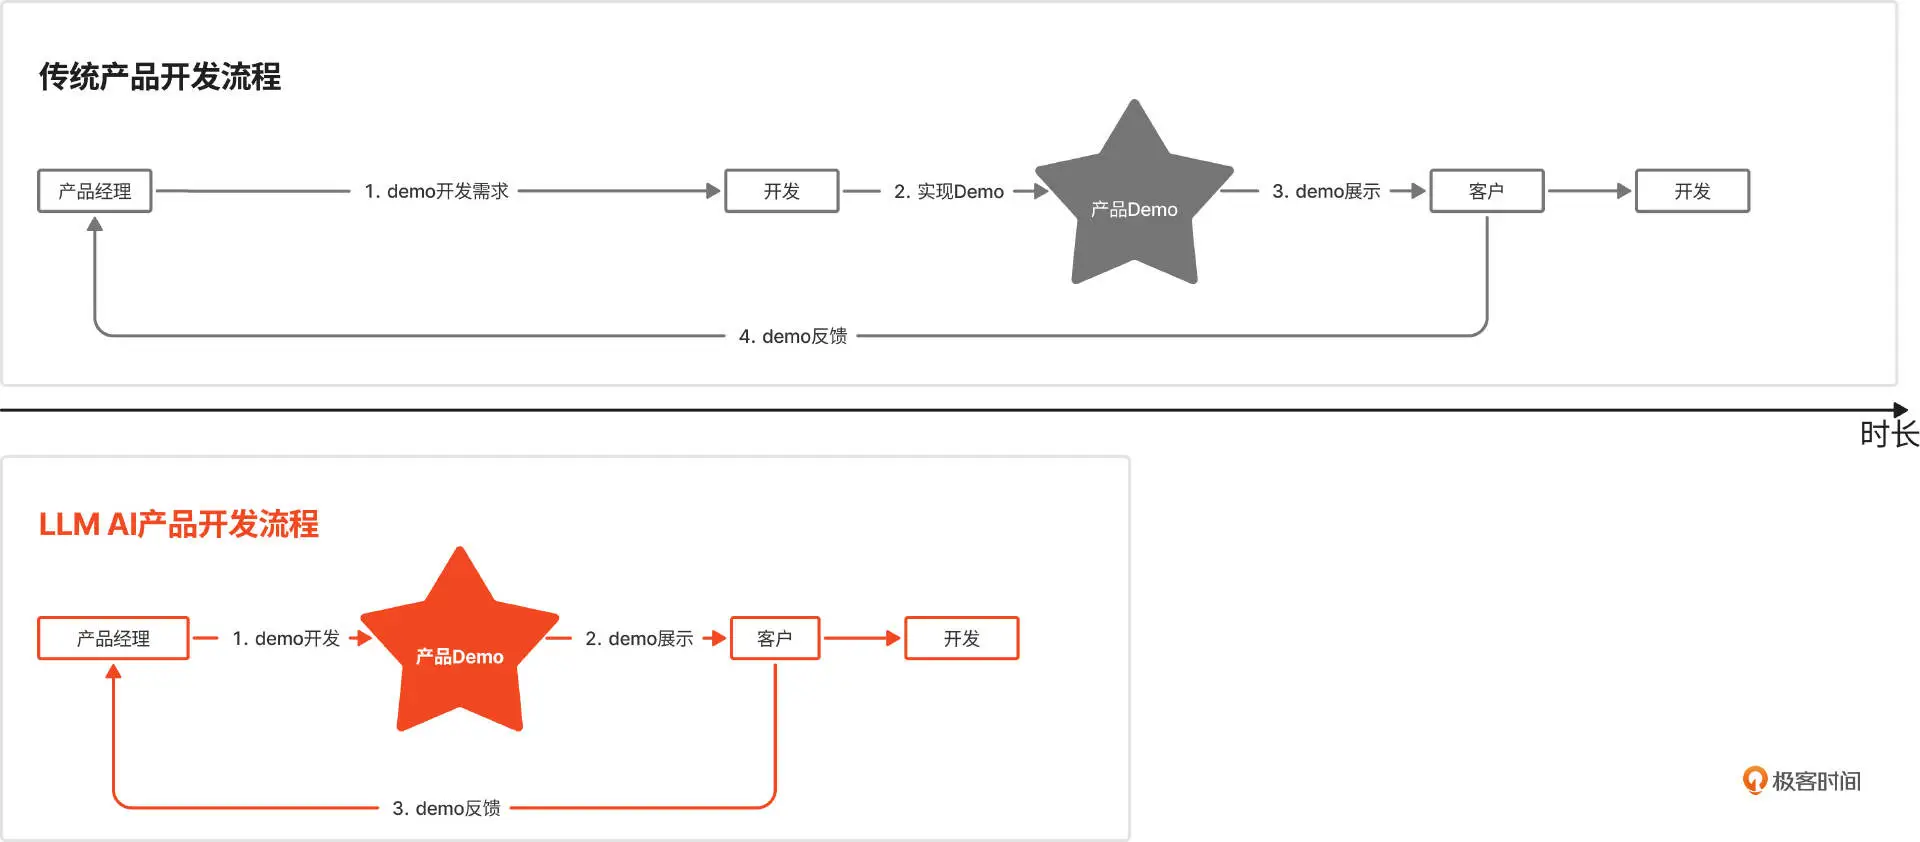 传统产品开发流程
产品经理
1. demo开发需求
开发
2. 实现Demo
产品Demo
3. demo展示
客户
开发
4. demo反馈
时长
LLM AI产品开发流程
产品经理
1. demo开发
产品Demo
2. demo展示
客户
开发
3. demo反馈
极客时间